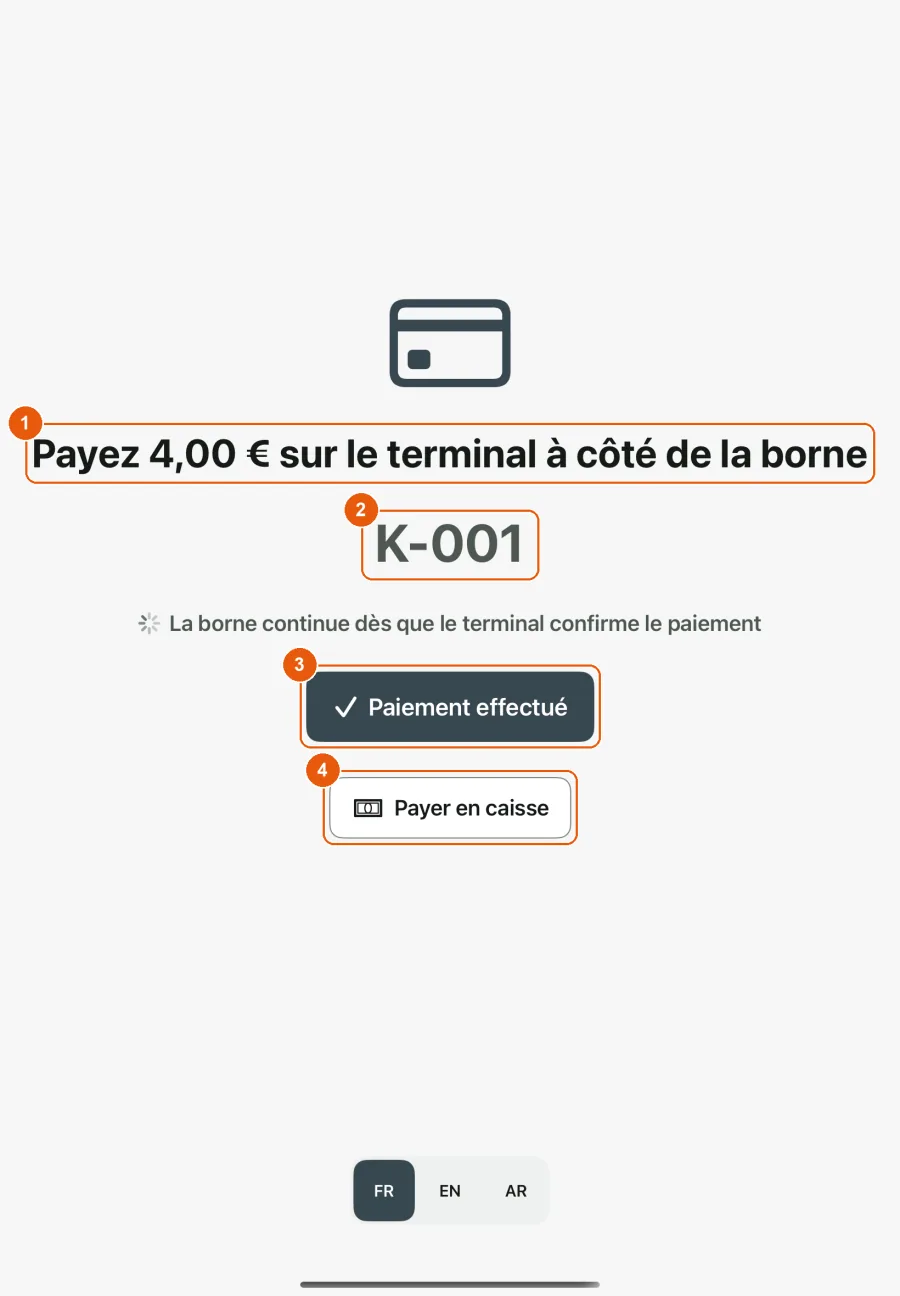 1
Payez 4,00 € sur le terminal à côté de la borne
2
K-001
La borne continue dès que le terminal confirme le paiement
3
Paiement effectué
4
Payer en caisse
FR EN AR